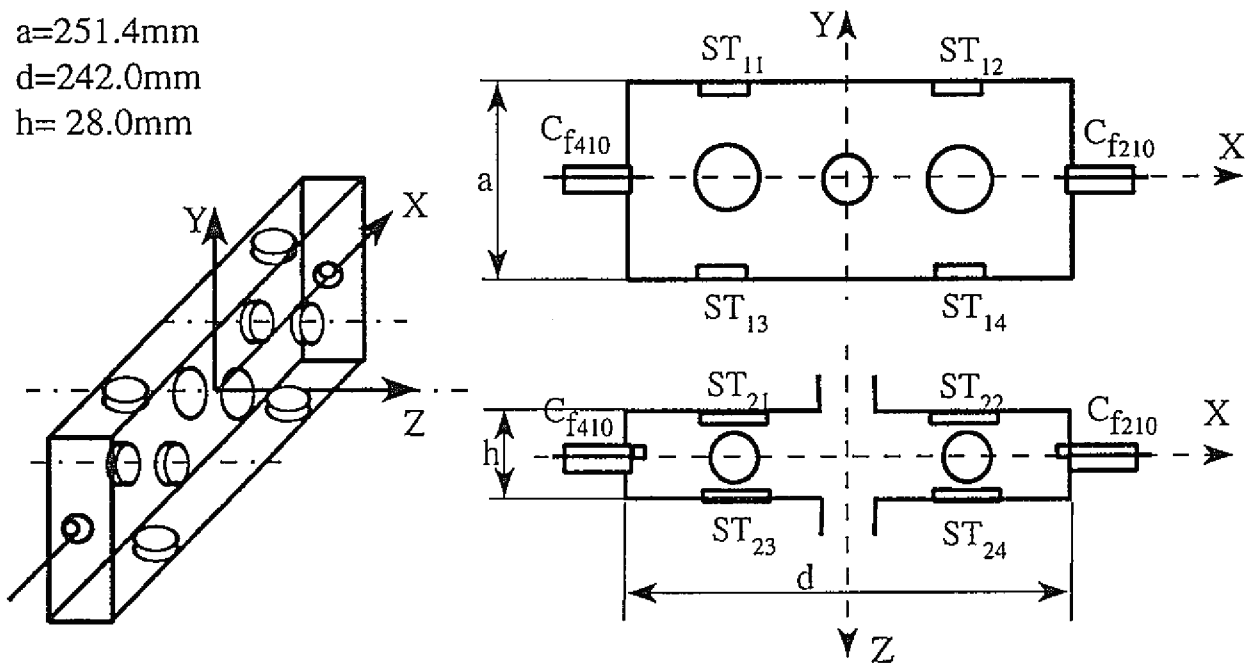 a=251.4mm
d=242.0mm
h= 28.0mm
Y
X
Z
Y
ST11
ST12
Cf410
Cf210
X
a
ST13
ST14
ST21
ST22
Cf410
Cf210
X
h
ST23
ST24
d
Z